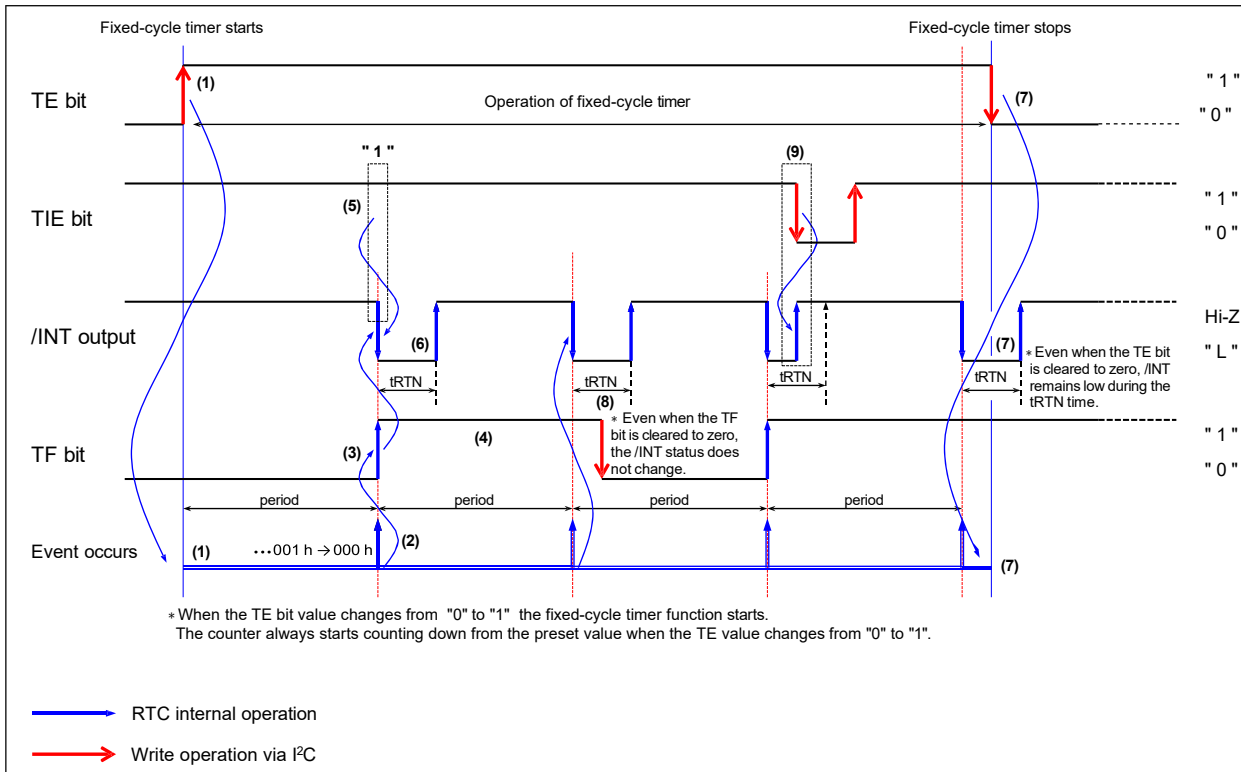 Fixed-cycle timer starts
Fixed-cycle timer stops
TE bit
(1)
Operation of fixed-cycle timer
(7)
" 1 "
" 0 "
" 1 "
(9)
TIE bit
(5)
" 1 "
" 0 "
/INT output
(6)
(7)
Hi-Z
" L "
tRTN
tRTN
tRTN
tRTN
* Even when the TE bit
is cleared to zero, /INT
remains low during the
tRTN time.
(8)
* Even when the TF
bit is cleared to zero,
the /INT status does
not change.
TF bit
(3)
(4)
" 1 "
" 0 "
period
period
period
period
Event occurs
(1)
•••001 h → 000 h
(2)
(7)
* When the TE bit value changes from "0" to "1" the fixed-cycle timer function starts.
The counter always starts counting down from the preset value when the TE value changes from "0" to "1".
RTC internal operation
Write operation via I²C